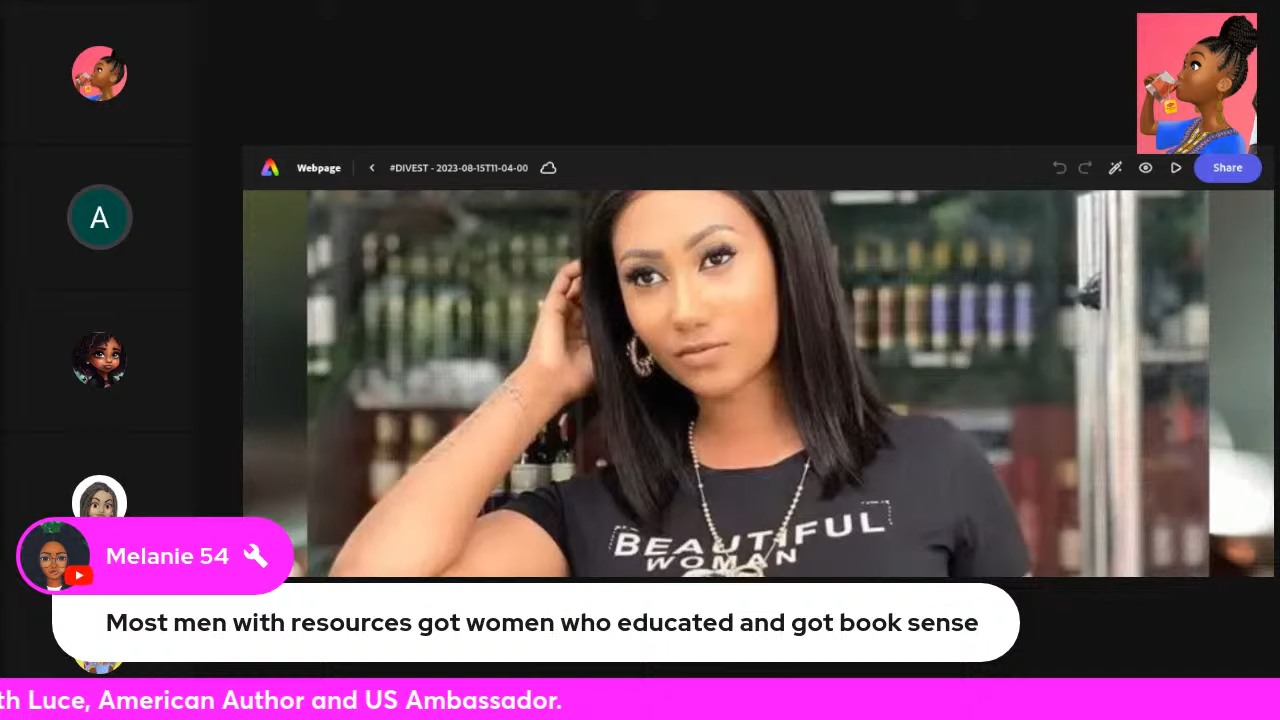 Webpage
#DIVEST - 2023-08-15T11-04-00
Share
A
BEAUTIFUL
WOMAN
Melanie 54
Most men with resources got women who educated and got book sense
th Luce, American Author and US Ambassador.